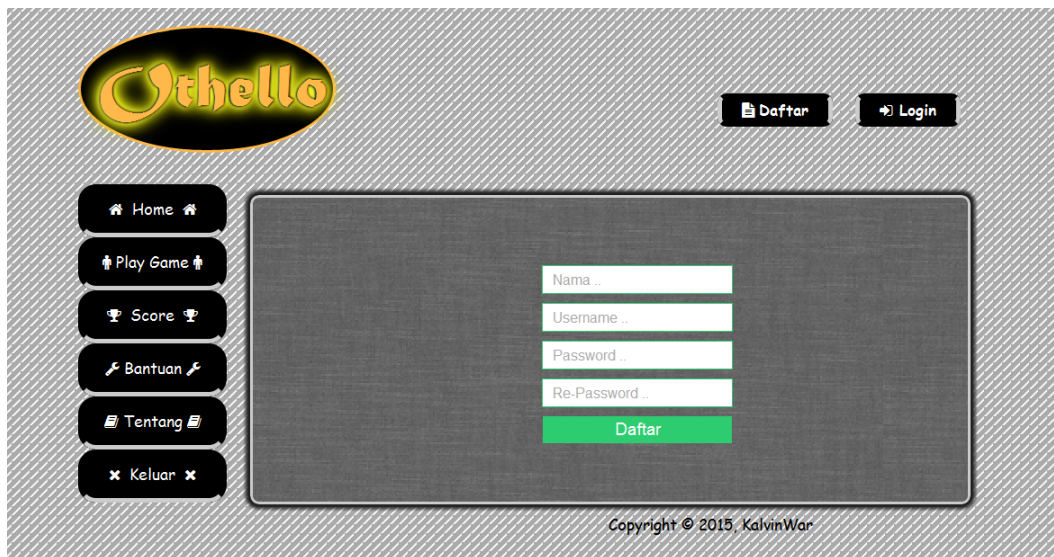 Othello
Daftar
Login
Home
Play Game
Score
Bantuan
Tentang
Keluar
Nama ..
Username ..
Password ..
Re-Password ..
Daftar
Copyright © 2015, KalvinWar